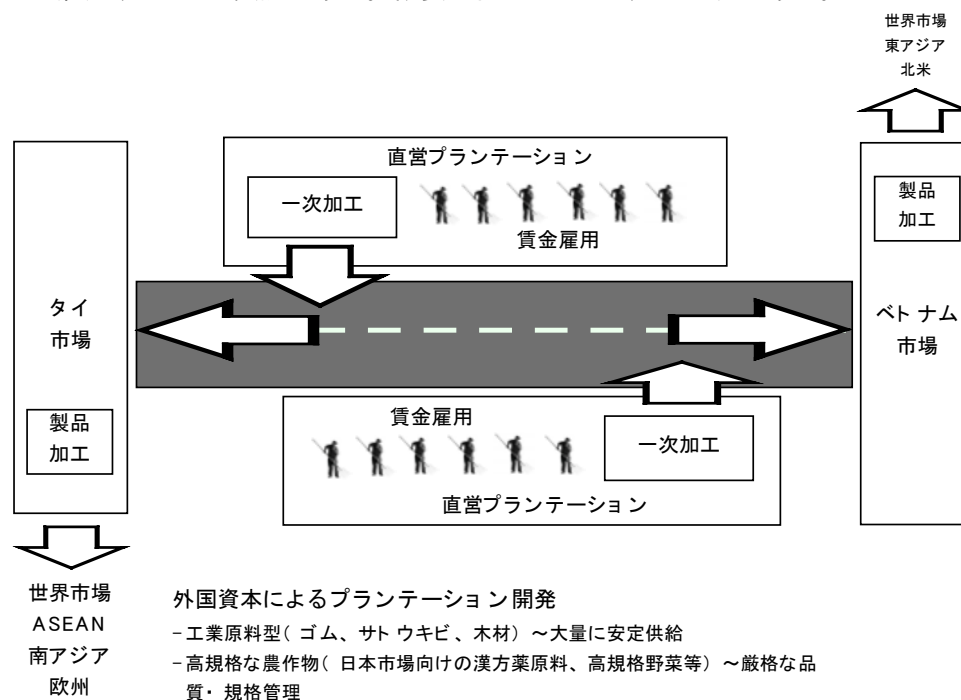 世界市場
東アジア
北米
直営プランテーション
一次加工
賃金雇用
製品
加工
タイ
市場
ベトナム
市場
製品
加工
賃金雇用
一次加工
直営プランテーション
世界市場
ASEAN
南アジア
欧州
外国資本によるプランテーション開発
-工業原料型(ゴム、サトウキビ、木材)～大量に安定供給
-高規格な農作物(日本市場向けの漢方薬原料、高規格野菜等)～厳格な品
質・規格管理